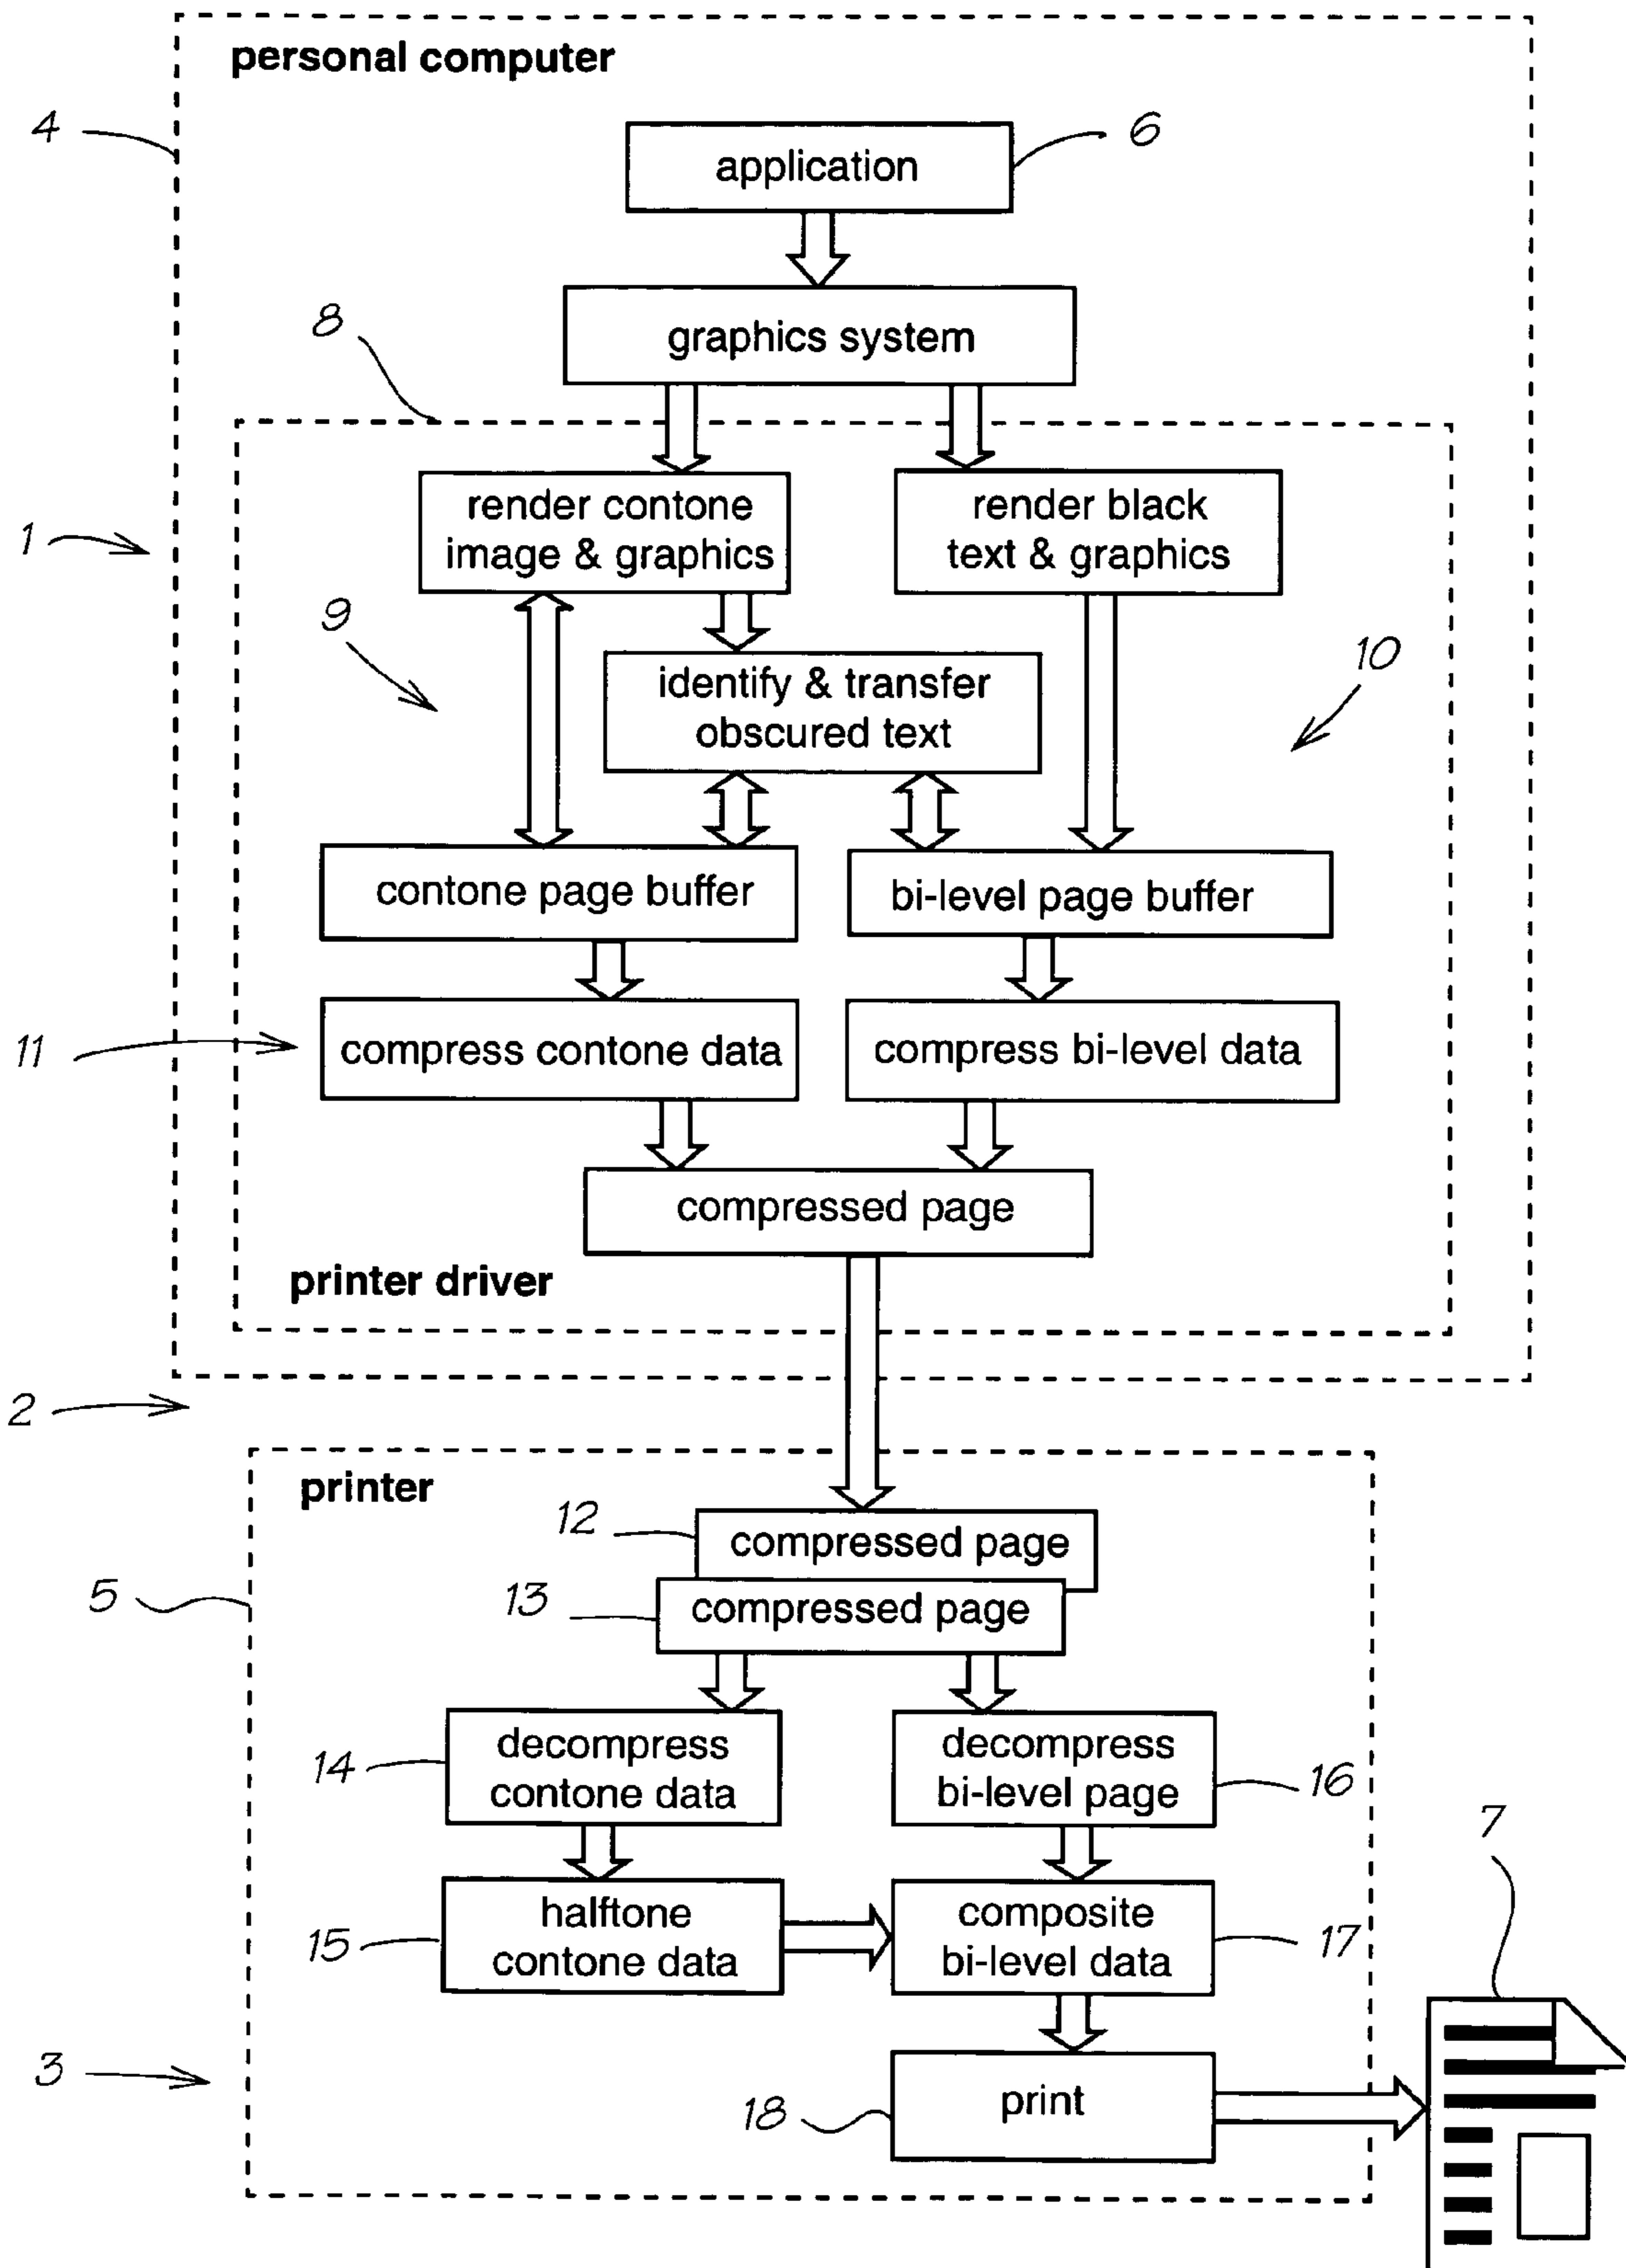 personal computer
4
6
application
8
graphics system
1
render contone
image & graphics
render black
text & graphics
9
10
identify & transfer
obscured text
contone page buffer
bi-level page buffer
11
compress contone data
compress bi-level data
compressed page
printer driver
2
printer
12
compressed page
5
13
compressed page
14
decompress
contone data
decompress
bi-level page
16
7
15
halftone
contone data
composite
bi-level data
17
3
18
print